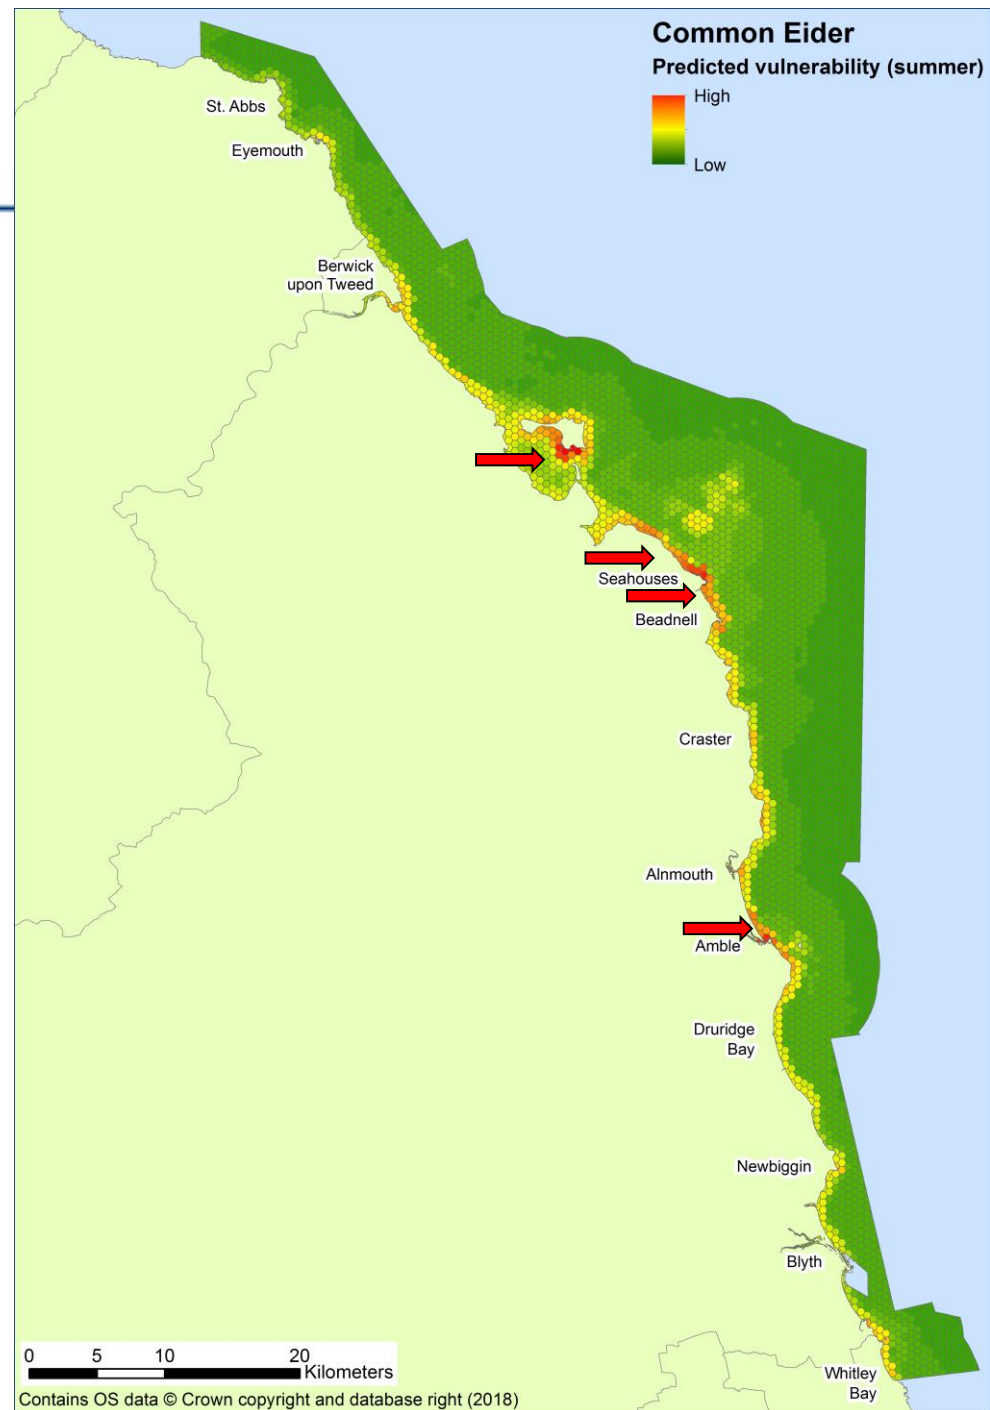 Common Eider
Predicted vulnerability (summer)
High
Low
St. Abbs
Eyemouth
Berwick
upon Tweed
Seahouses
Beadnell
Craster
Alnmouth
Amble
Druridge
Bay
Newbiggin
Blyth
Whitley
Bay
0 5 10 20
Kilometers
Contains OS data © Crown copyright and database right (2018)